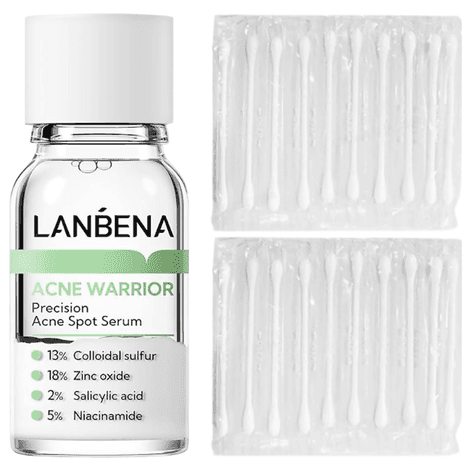 LANBENA
ACNE WARRIOR
Precision
Acne Spot Serum
13% Colloidal sulfur
18% Zinc oxide
2% Salicylic acid
5% Niacinamide